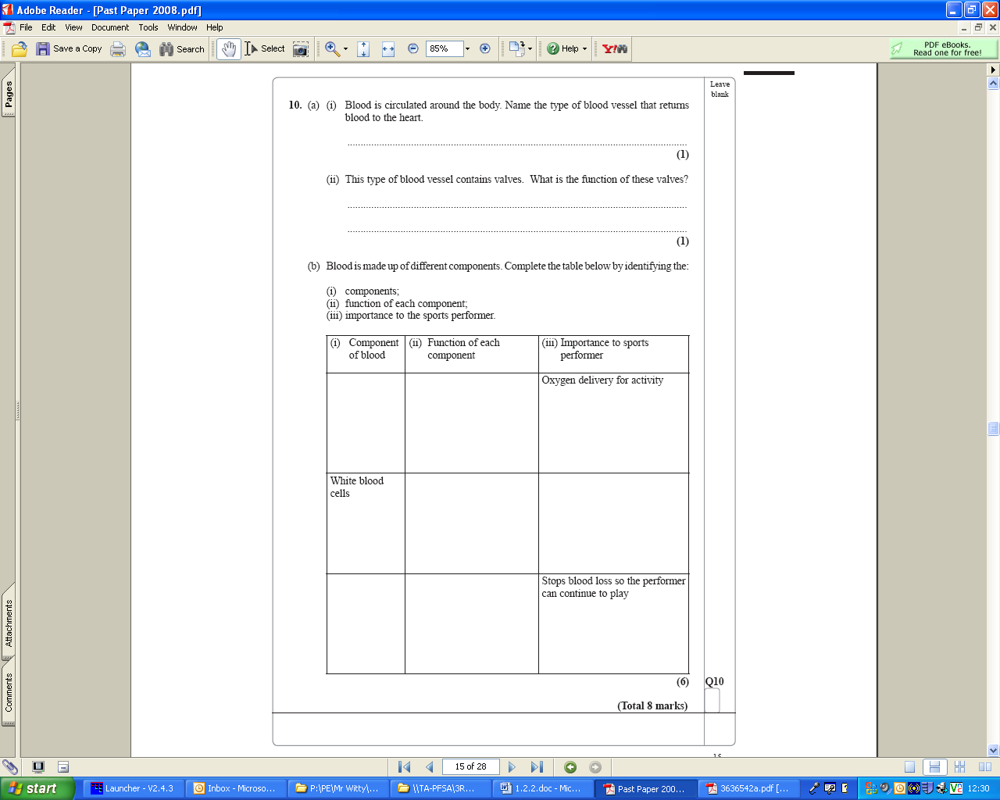 Adobe Reader - [Past Paper 2008.pdf]
File Edit View Document Tools Window Help
Save a Copy Search Select 85% Help Y!
PDF eBooks.
Read one for free!
Pages
Attachments
Comments
Leave
blank
10. (a) (i) Blood is circulated around the body. Name the type of blood vessel that returns
blood to the heart.
(1)
(ii) This type of blood vessel contains valves. What is the function of these valves?
(1)
(b) Blood is made up of different components. Complete the table below by identifying the:
(i) components;
(ii) function of each component;
(iii) importance to the sports performer.
(i) Component
of blood
(ii) Function of each
component
(iii) Importance to sports
performer
Oxygen delivery for activity
White blood
cells
Stops blood loss so the performer
can continue to play
(6)
Q10
(Total 8 marks)
15 of 28
start Launcher - V2.4.3 Inbox - Microso... P:\PE\Mr Witty\... \\TA-PFSA\3R... 1.2.2.doc - Mic... Past Paper 200... 3636542a.pdf [... 12:30